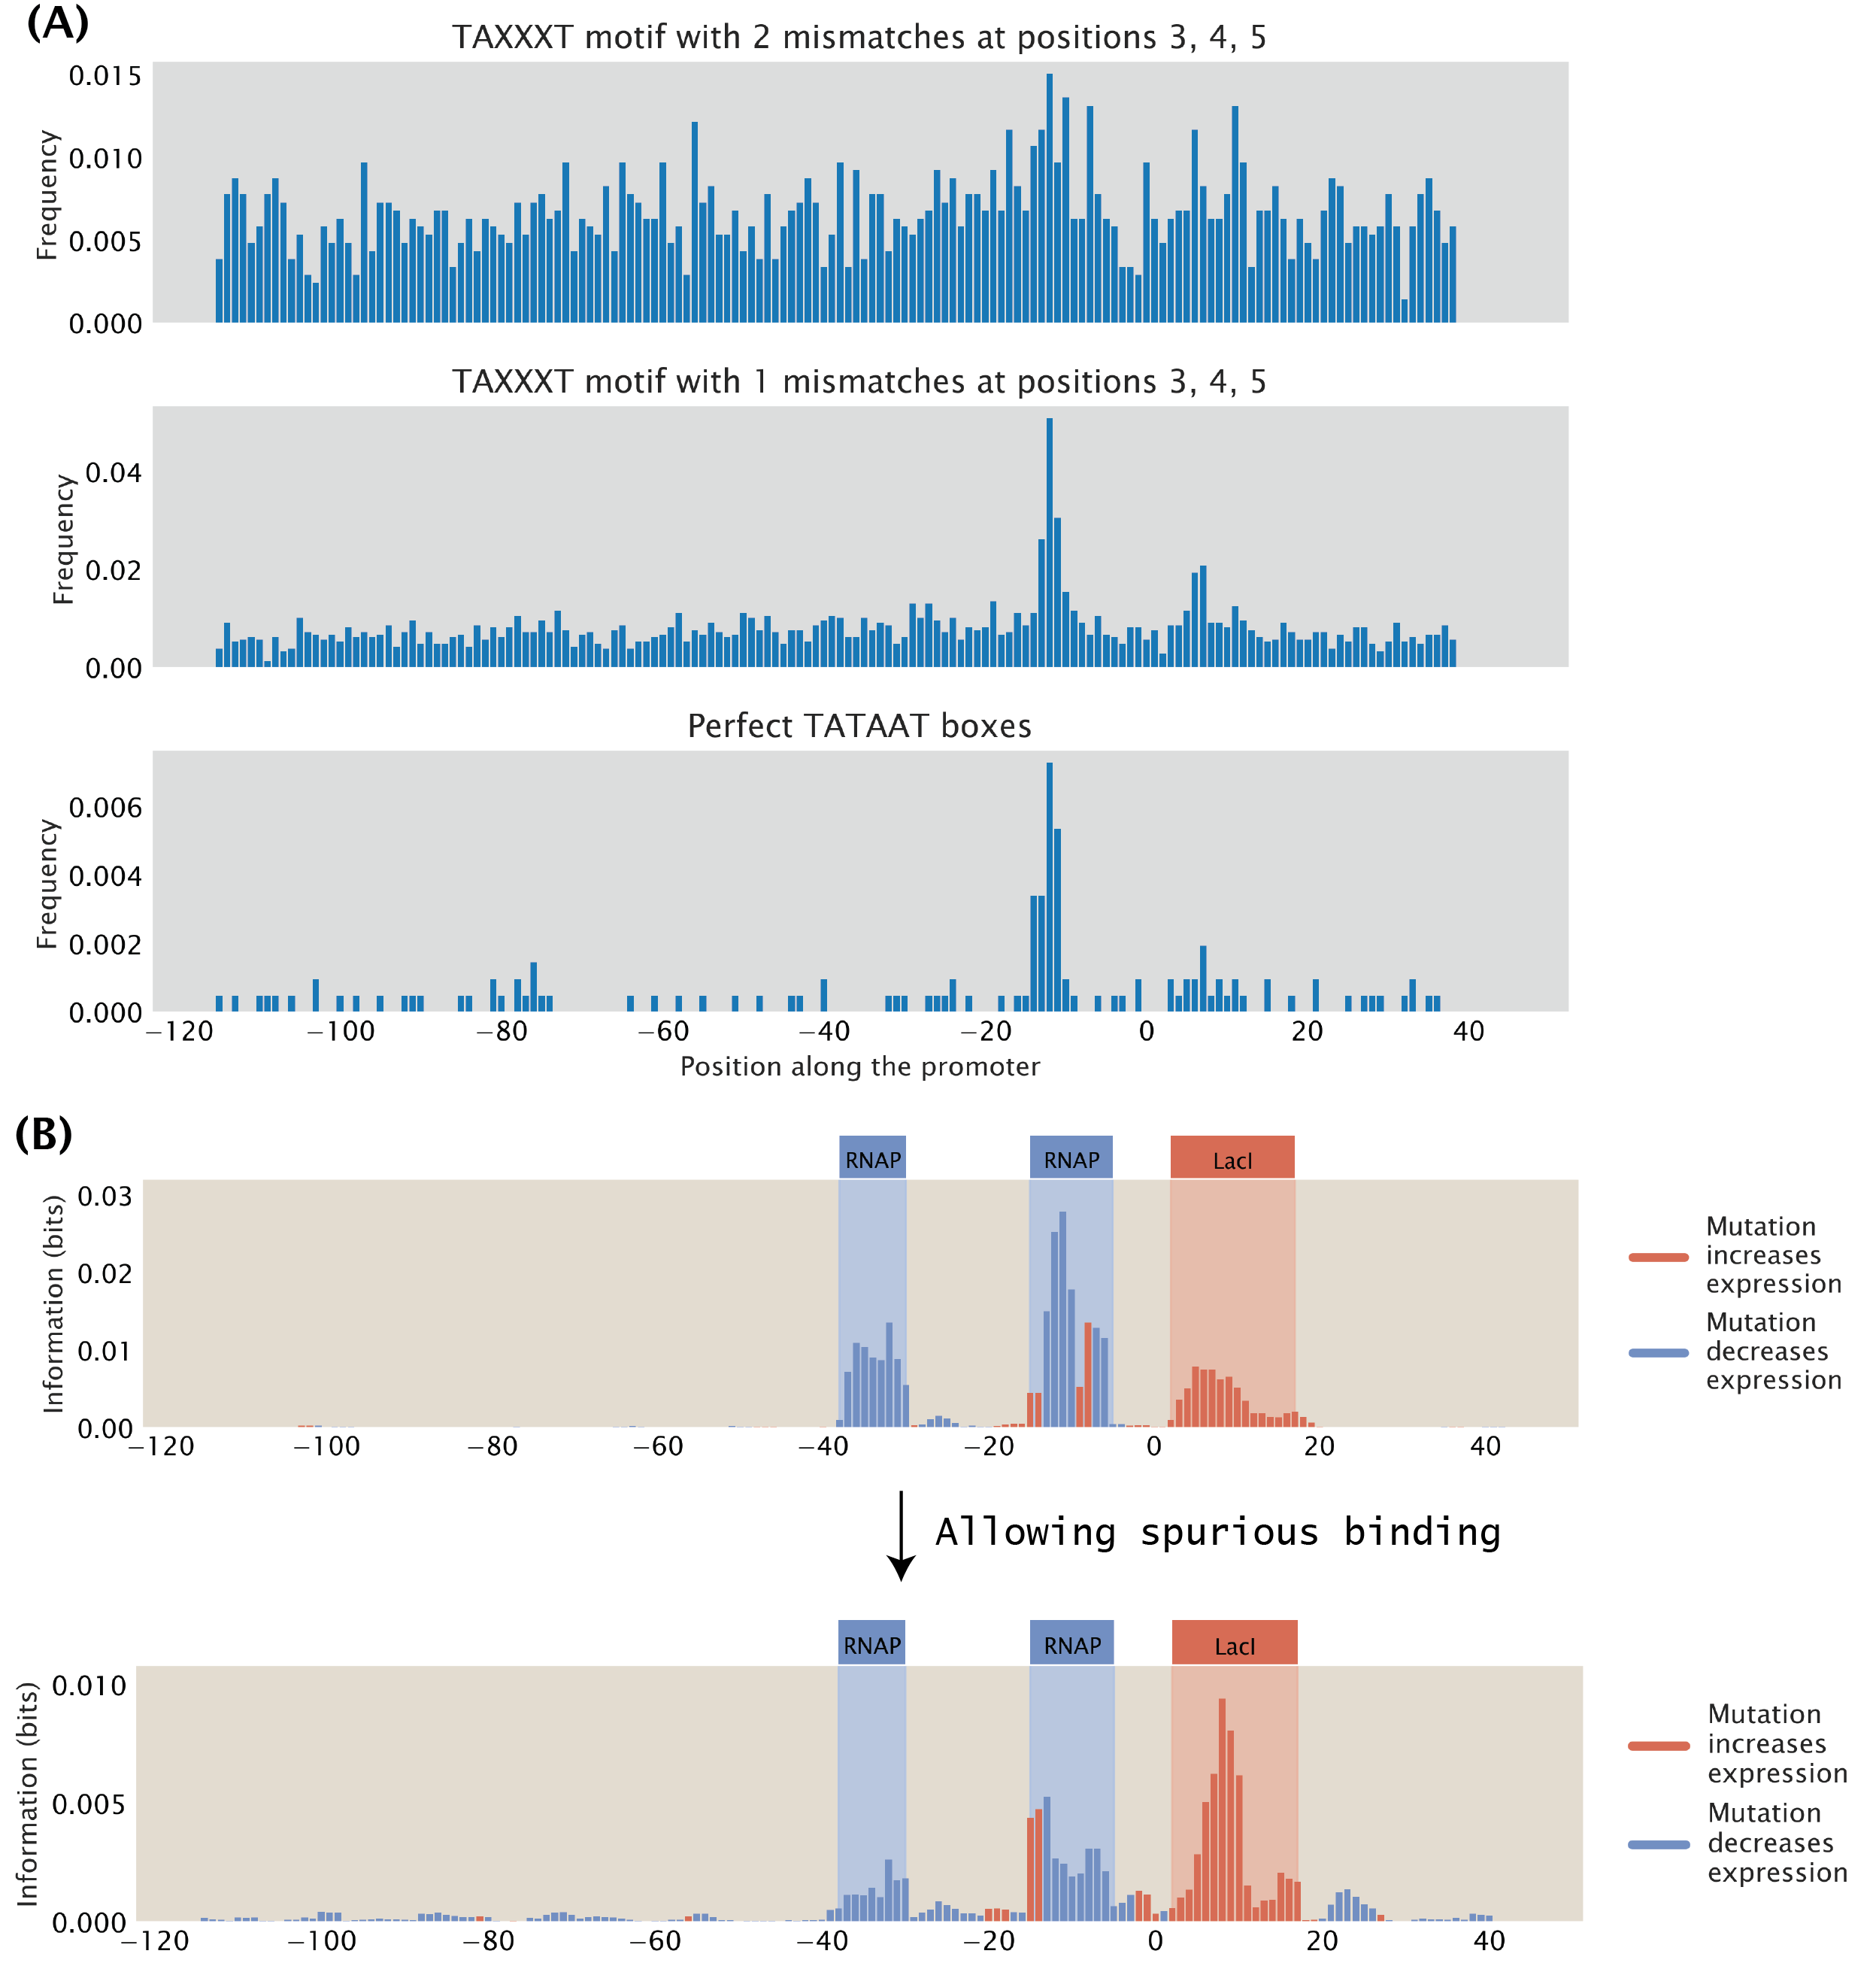 (A)
TAXXXT motif with 2 mismatches at positions 3, 4, 5
0.015
0.010
0.005
0.000
Frequency
TAXXXT motif with 1 mismatches at positions 3, 4, 5
0.04
0.02
0.00
Frequency
Perfect TATAAT boxes
0.006
0.004
0.002
0.000
Frequency
−120 −100 −80 −60 −40 −20 0 20 40
Position along the promoter
(B)
RNAP RNAP LacI
0.03
0.02
0.01
0.00
Information (bits)
−120 −100 −80 −60 −40 −20 0 20 40
Mutation
increases
expression
Mutation
decreases
expression
Allowing spurious binding
RNAP RNAP LacI
0.010
0.005
0.000
Information (bits)
−120 −100 −80 −60 −40 −20 0 20 40
Mutation
increases
expression
Mutation
decreases
expression